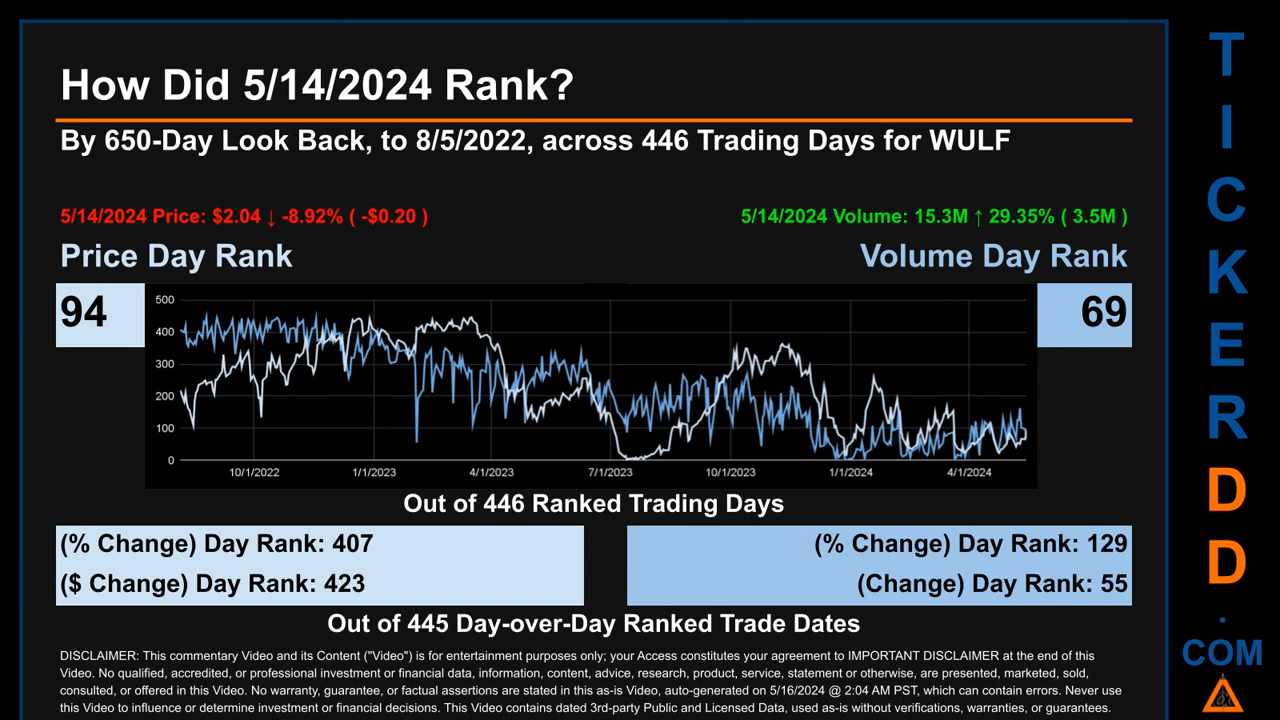 How Did 5/14/2024 Rank?
By 650-Day Look Back, to 8/5/2022, across 446 Trading Days for WULF
5/14/2024 Price: $2.04 ↓ -8.92% ( -$0.20 )
5/14/2024 Volume: 15.3M ↑ 29.35% ( 3.5M )
Price Day Rank
Volume Day Rank
94
69
500
400
300
200
100
0
10/1/2022 1/1/2023 4/1/2023 7/1/2023 10/1/2023 1/1/2024 4/1/2024
Out of 446 Ranked Trading Days
(% Change) Day Rank: 407
($ Change) Day Rank: 423
(% Change) Day Rank: 129
(Change) Day Rank: 55
Out of 445 Day-over-Day Ranked Trade Dates
DISCLAIMER: This commentary Video and its Content ("Video") is for entertainment purposes only; your Access constitutes your agreement to IMPORTANT DISCLAIMER at the end of this
Video. No qualified, accredited, or professional investment or financial data, information, content, advice, research, product, service, statement or otherwise, are presented, marketed, sold,
consulted, or offered in this Video. No warranty, guarantee, or factual assertions are stated in this as-is Video, auto-generated on 5/16/2024 @ 2:04 AM PST, which can contain errors. Never use
this Video to influence or determine investment or financial decisions. This Video contains dated 3rd-party Public and Licensed Data, used as-is without verifications, warranties, or guarantees.
T
I
C
K
E
R
D
D
.
COM